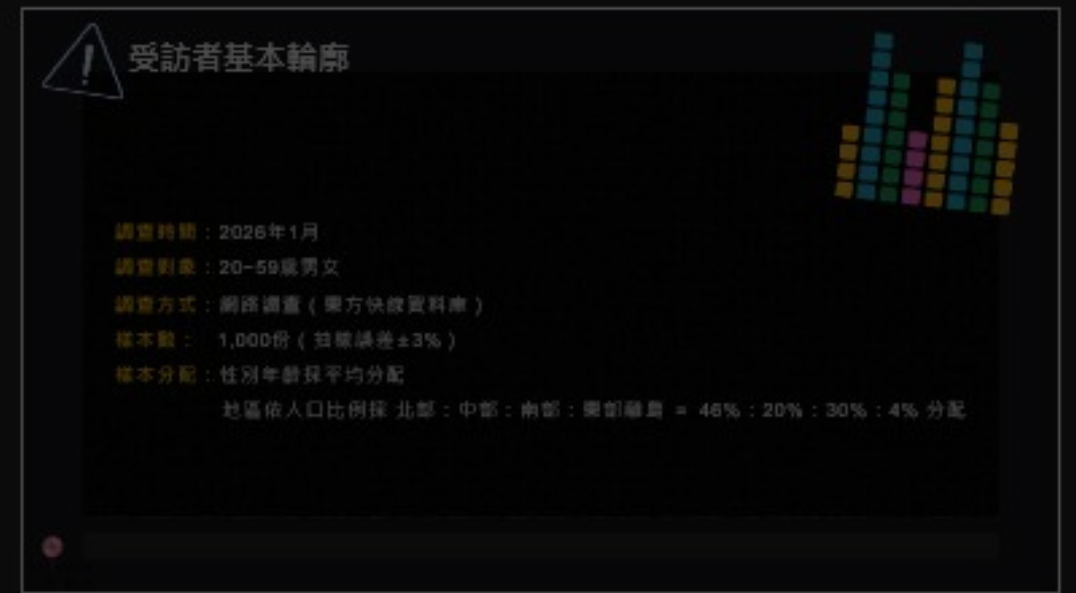 受訪者基本輪廓
調查時間：2026年1月
調查對象：20-59歲男女
調查方式：網路調查（東方快線資料庫）
樣本數： 1,000份（抽樣誤差±3%）
樣本分配：性別年齡採平均分配
地區依人口比例採 北部：中部：南部：東部離島 = 46%：20%：30%：4% 分配